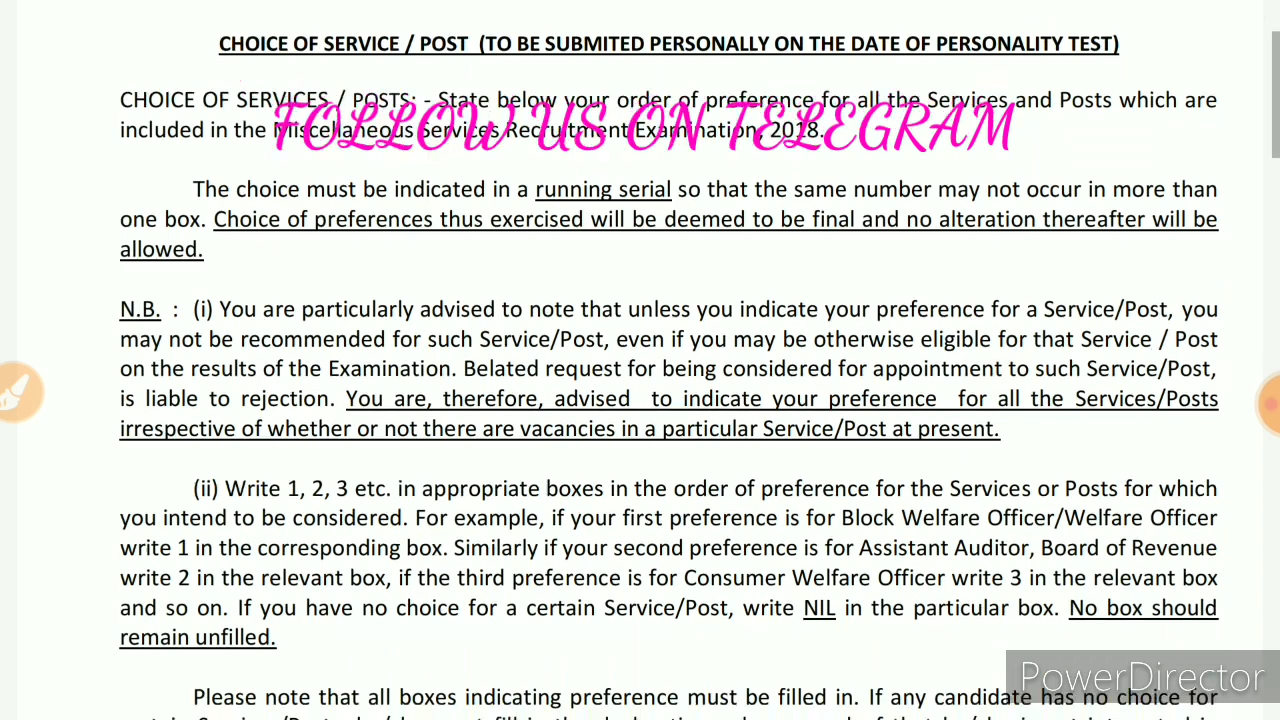 CHOICE OF SERVICE / POST (TO BE SUBMITED PERSONALLY ON THE DATE OF PERSONALITY TEST)
CHOICE OF SERVICES / POSTS: - State below your order of preference for all the Services and Posts which are
included in the Miscellaneous Services Recruitment Examination, 2018.
FOLLOW US ON TELEGRAM
The choice must be indicated in a running serial so that the same number may not occur in more than
one box. Choice of preferences thus exercised will be deemed to be final and no alteration thereafter will be
allowed.
N.B. : (i) You are particularly advised to note that unless you indicate your preference for a Service/Post, you
may not be recommended for such Service/Post, even if you may be otherwise eligible for that Service / Post
on the results of the Examination. Belated request for being considered for appointment to such Service/Post,
is liable to rejection. You are, therefore, advised to indicate your preference for all the Services/Posts
irrespective of whether or not there are vacancies in a particular Service/Post at present.
(ii) Write 1, 2, 3 etc. in appropriate boxes in the order of preference for the Services or Posts for which
you intend to be considered. For example, if your first preference is for Block Welfare Officer/Welfare Officer
write 1 in the corresponding box. Similarly if your second preference is for Assistant Auditor, Board of Revenue
write 2 in the relevant box, if the third preference is for Consumer Welfare Officer write 3 in the relevant box
and so on. If you have no choice for a certain Service/Post, write NIL in the particular box. No box should
remain unfilled.
Please note that all boxes indicating preference must be filled in. If any candidate has no choice for
PowerDirector